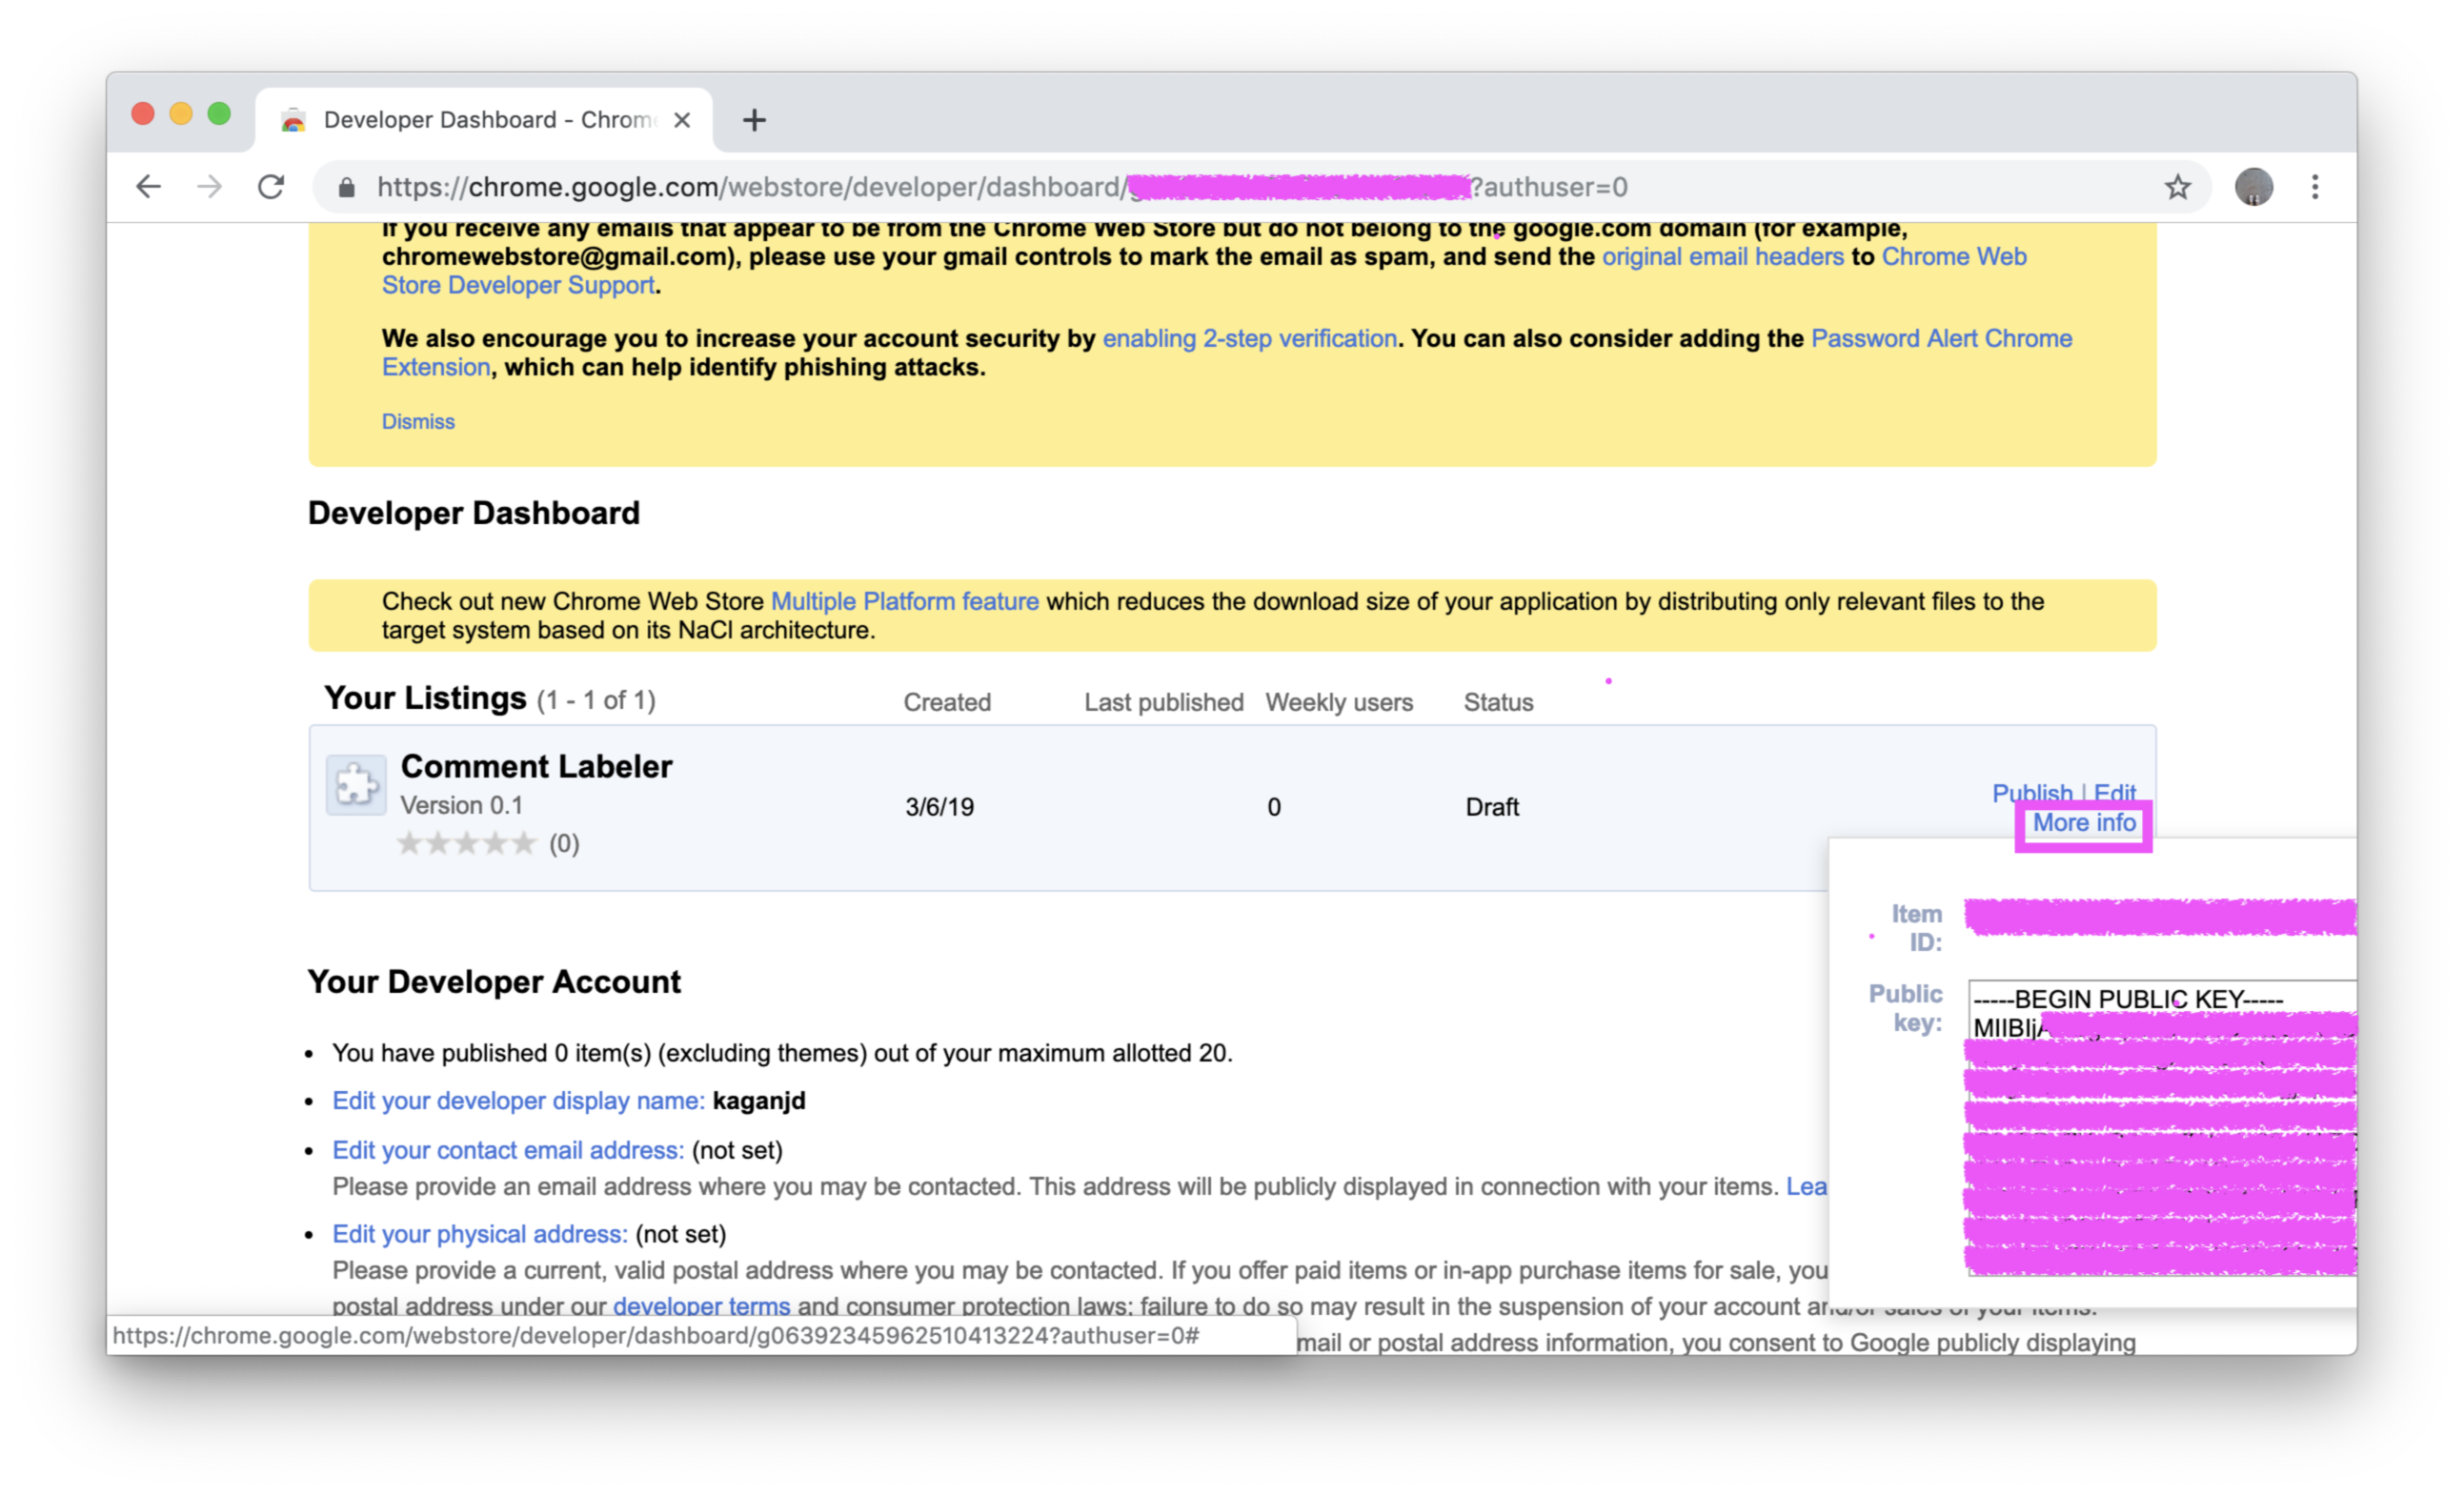 Developer Dashboard - Chrom
https://chrome.google.com/webstore/developer/dashboard/ ?authuser=0
If you receive any emails that appear to be from the Chrome Web Store but do not belong to the google.com domain (for example,
chromewebstore@gmail.com), please use your gmail controls to mark the email as spam, and send the original email headers to Chrome Web
Store Developer Support.
We also encourage you to increase your account security by enabling 2-step verification. You can also consider adding the Password Alert Chrome
Extension, which can help identify phishing attacks.
Dismiss
Developer Dashboard
Check out new Chrome Web Store Multiple Platform feature which reduces the download size of your application by distributing only relevant files to the
target system based on its NaCl architecture.
Your Listings (1 - 1 of 1) Created Last published Weekly users Status
Comment Labeler
Version 0.1
(0)
3/6/19 0 Draft
Publish | Edit
More info
Item
ID:
Public
key:
-----BEGIN PUBLIC KEY-----
MIIBIjA
Your Developer Account
• You have published 0 item(s) (excluding themes) out of your maximum allotted 20.
• Edit your developer display name: kaganjd
• Edit your contact email address: (not set)
Please provide an email address where you may be contacted. This address will be publicly displayed in connection with your items. Lea
• Edit your physical address: (not set)
Please provide a current, valid postal address where you may be contacted. If you offer paid items or in-app purchase items for sale, you
postal address under our developer terms and consumer protection laws; failure to do so may result in the suspension of your account and/or sales of your items.
mail or postal address information, you consent to Google publicly displaying
https://chrome.google.com/webstore/developer/dashboard/g06392345962510413224?authuser=0#